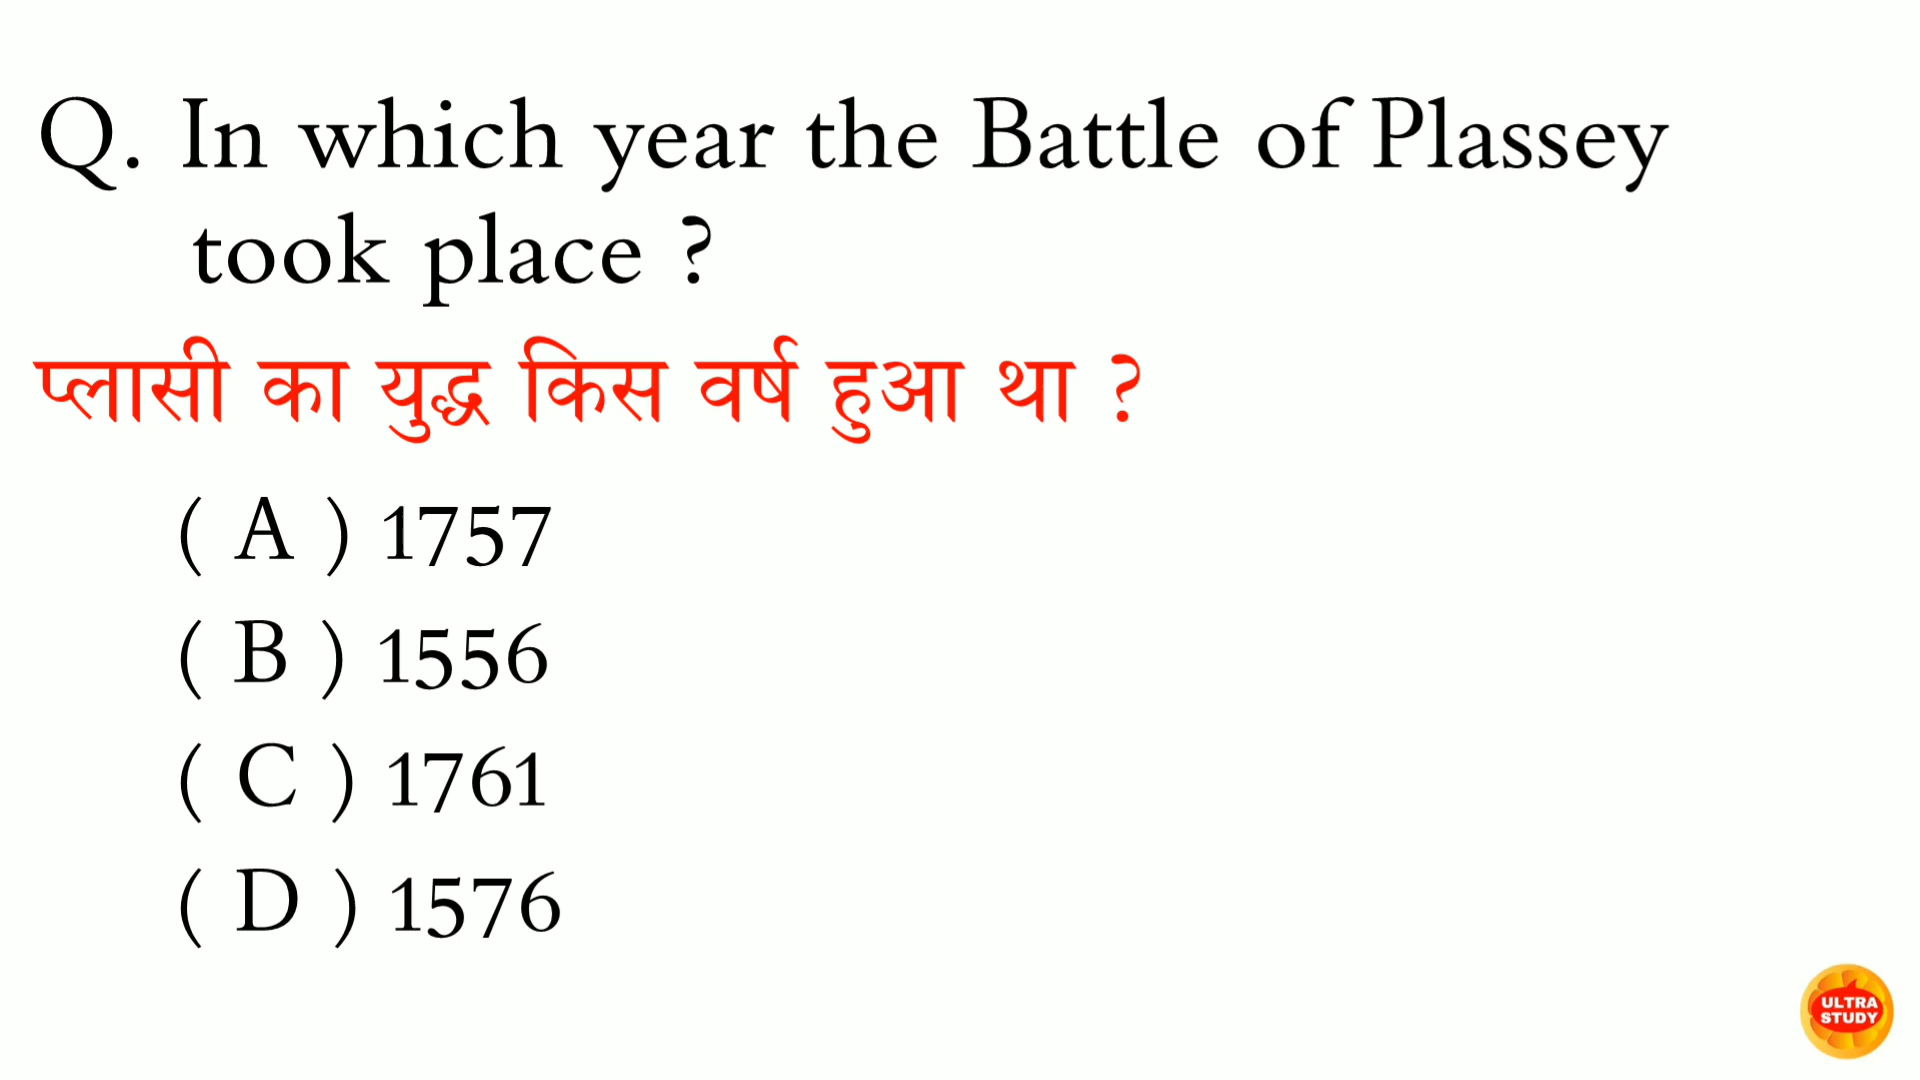 Q. In which year the Battle of Plassey
took place ?
प्लासी का युद्ध किस वर्ष हुआ था ?
( A ) 1757
( B ) 1556
( C ) 1761
( D ) 1576
ULTRA
STUDY